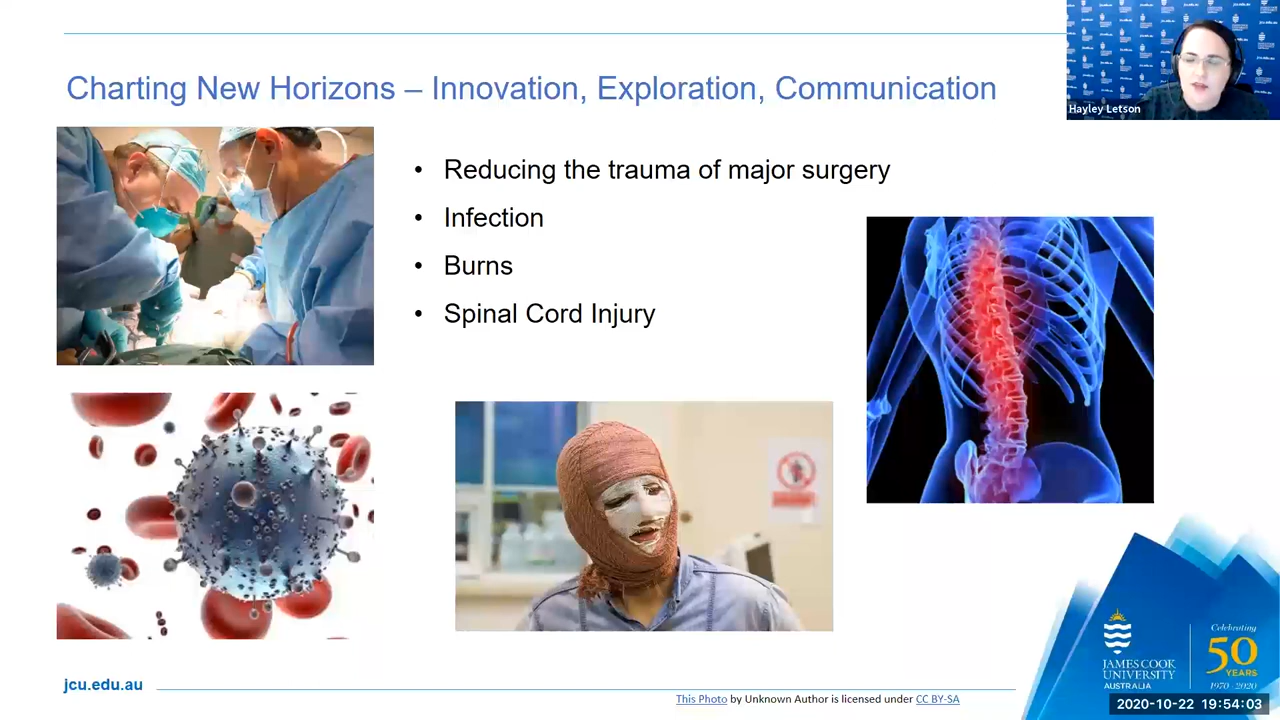 Charting New Horizons – Innovation, Exploration, Communication
Hayley Letson
• Reducing the trauma of major surgery
• Infection
• Burns
• Spinal Cord Injury
Celebrating
50
YEARS
1970 - 2020
JAMES COOK
UNIVERSITY
AUSTRALIA
jcu.edu.au
This Photo by Unknown Author is licensed under CC BY-SA
2020-10-22 19:54:03